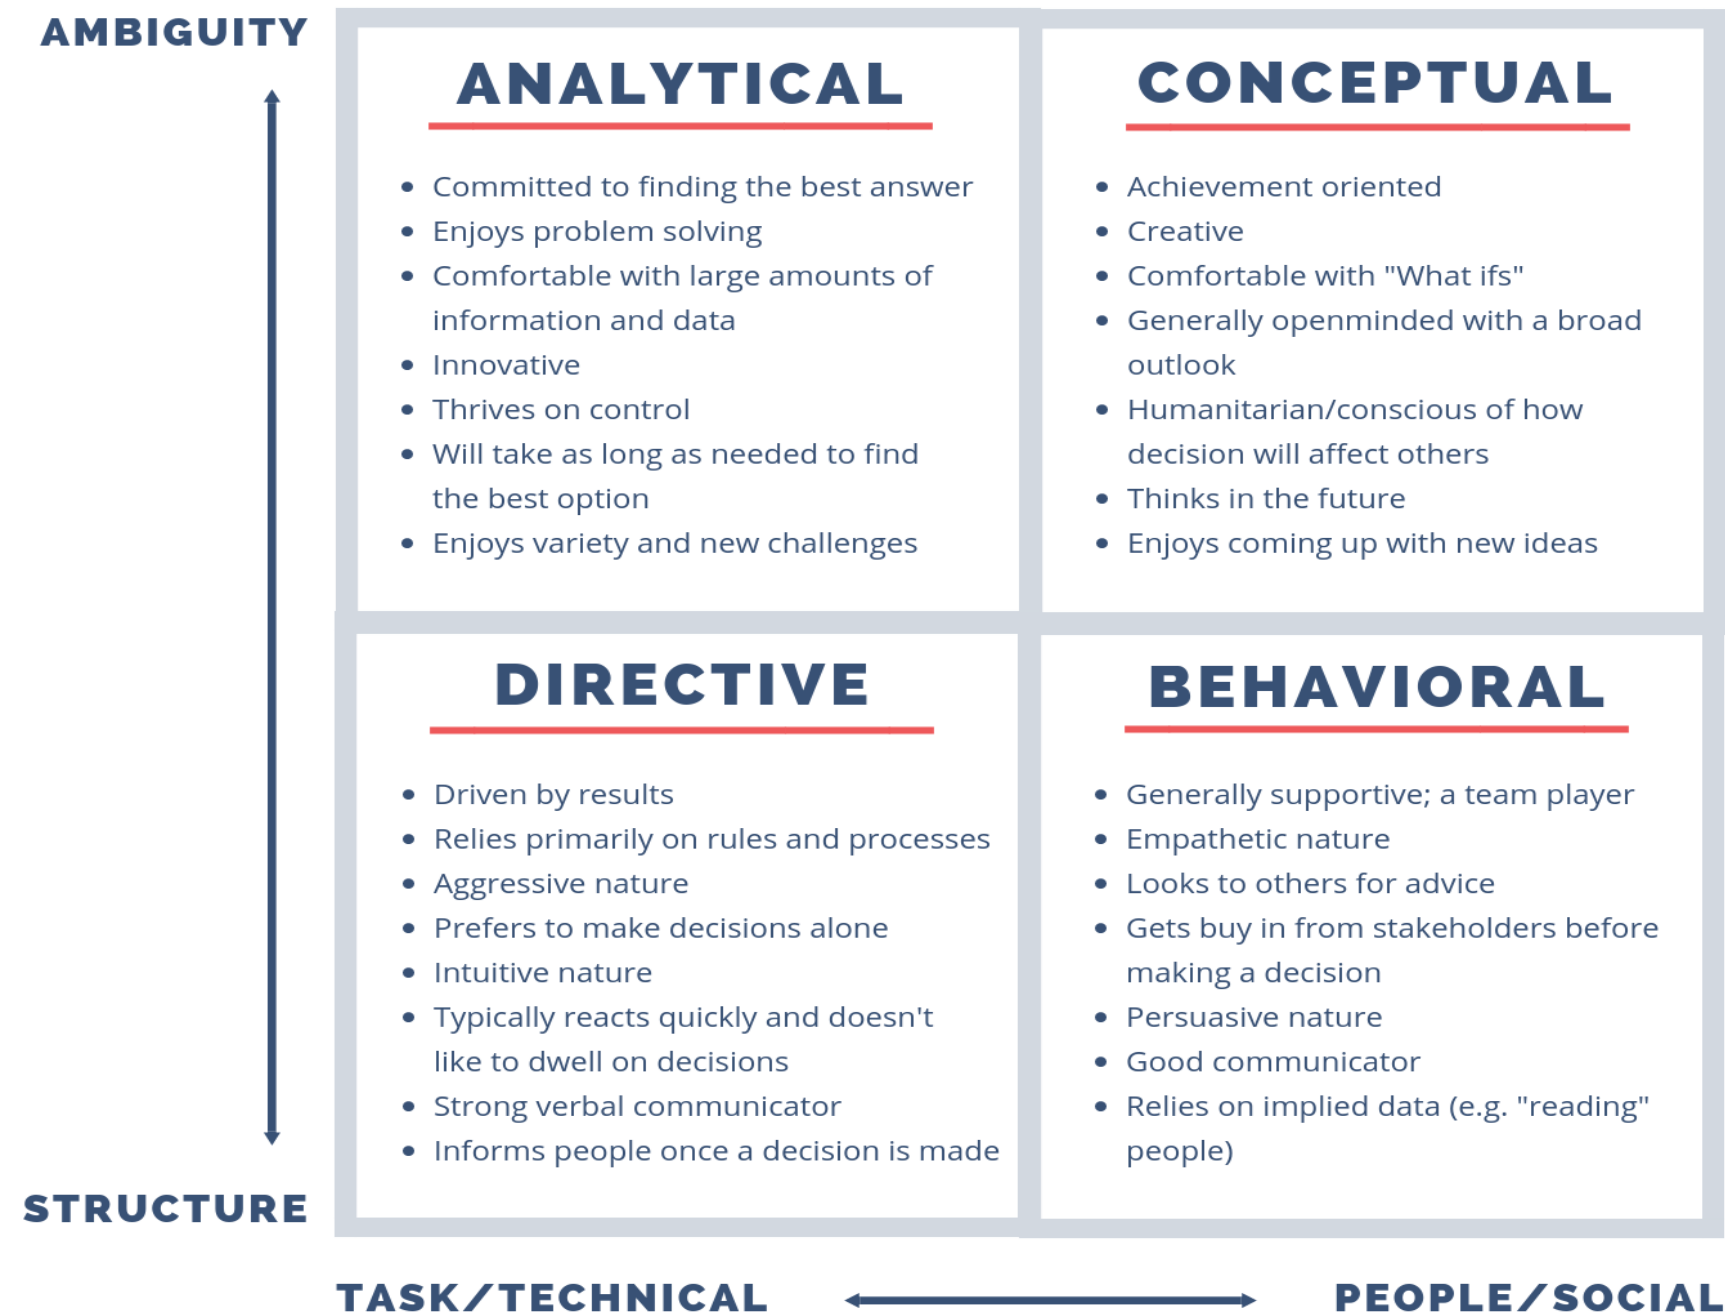 AMBIGUITY
ANALYTICAL
• Committed to finding the best answer
• Enjoys problem solving
• Comfortable with large amounts of
information and data
• Innovative
• Thrives on control
• Will take as long as needed to find
the best option
• Enjoys variety and new challenges
CONCEPTUAL
• Achievement oriented
• Creative
• Comfortable with "What ifs"
• Generally openminded with a broad
outlook
• Humanitarian/conscious of how
decision will affect others
• Thinks in the future
• Enjoys coming up with new ideas
DIRECTIVE
• Driven by results
• Relies primarily on rules and processes
• Aggressive nature
• Prefers to make decisions alone
• Intuitive nature
• Typically reacts quickly and doesn't
like to dwell on decisions
• Strong verbal communicator
• Informs people once a decision is made
BEHAVIORAL
• Generally supportive; a team player
• Empathetic nature
• Looks to others for advice
• Gets buy in from stakeholders before
making a decision
• Persuasive nature
• Good communicator
• Relies on implied data (e.g. "reading"
people)
STRUCTURE
TASK/TECHNICAL
PEOPLE/SOCIAL